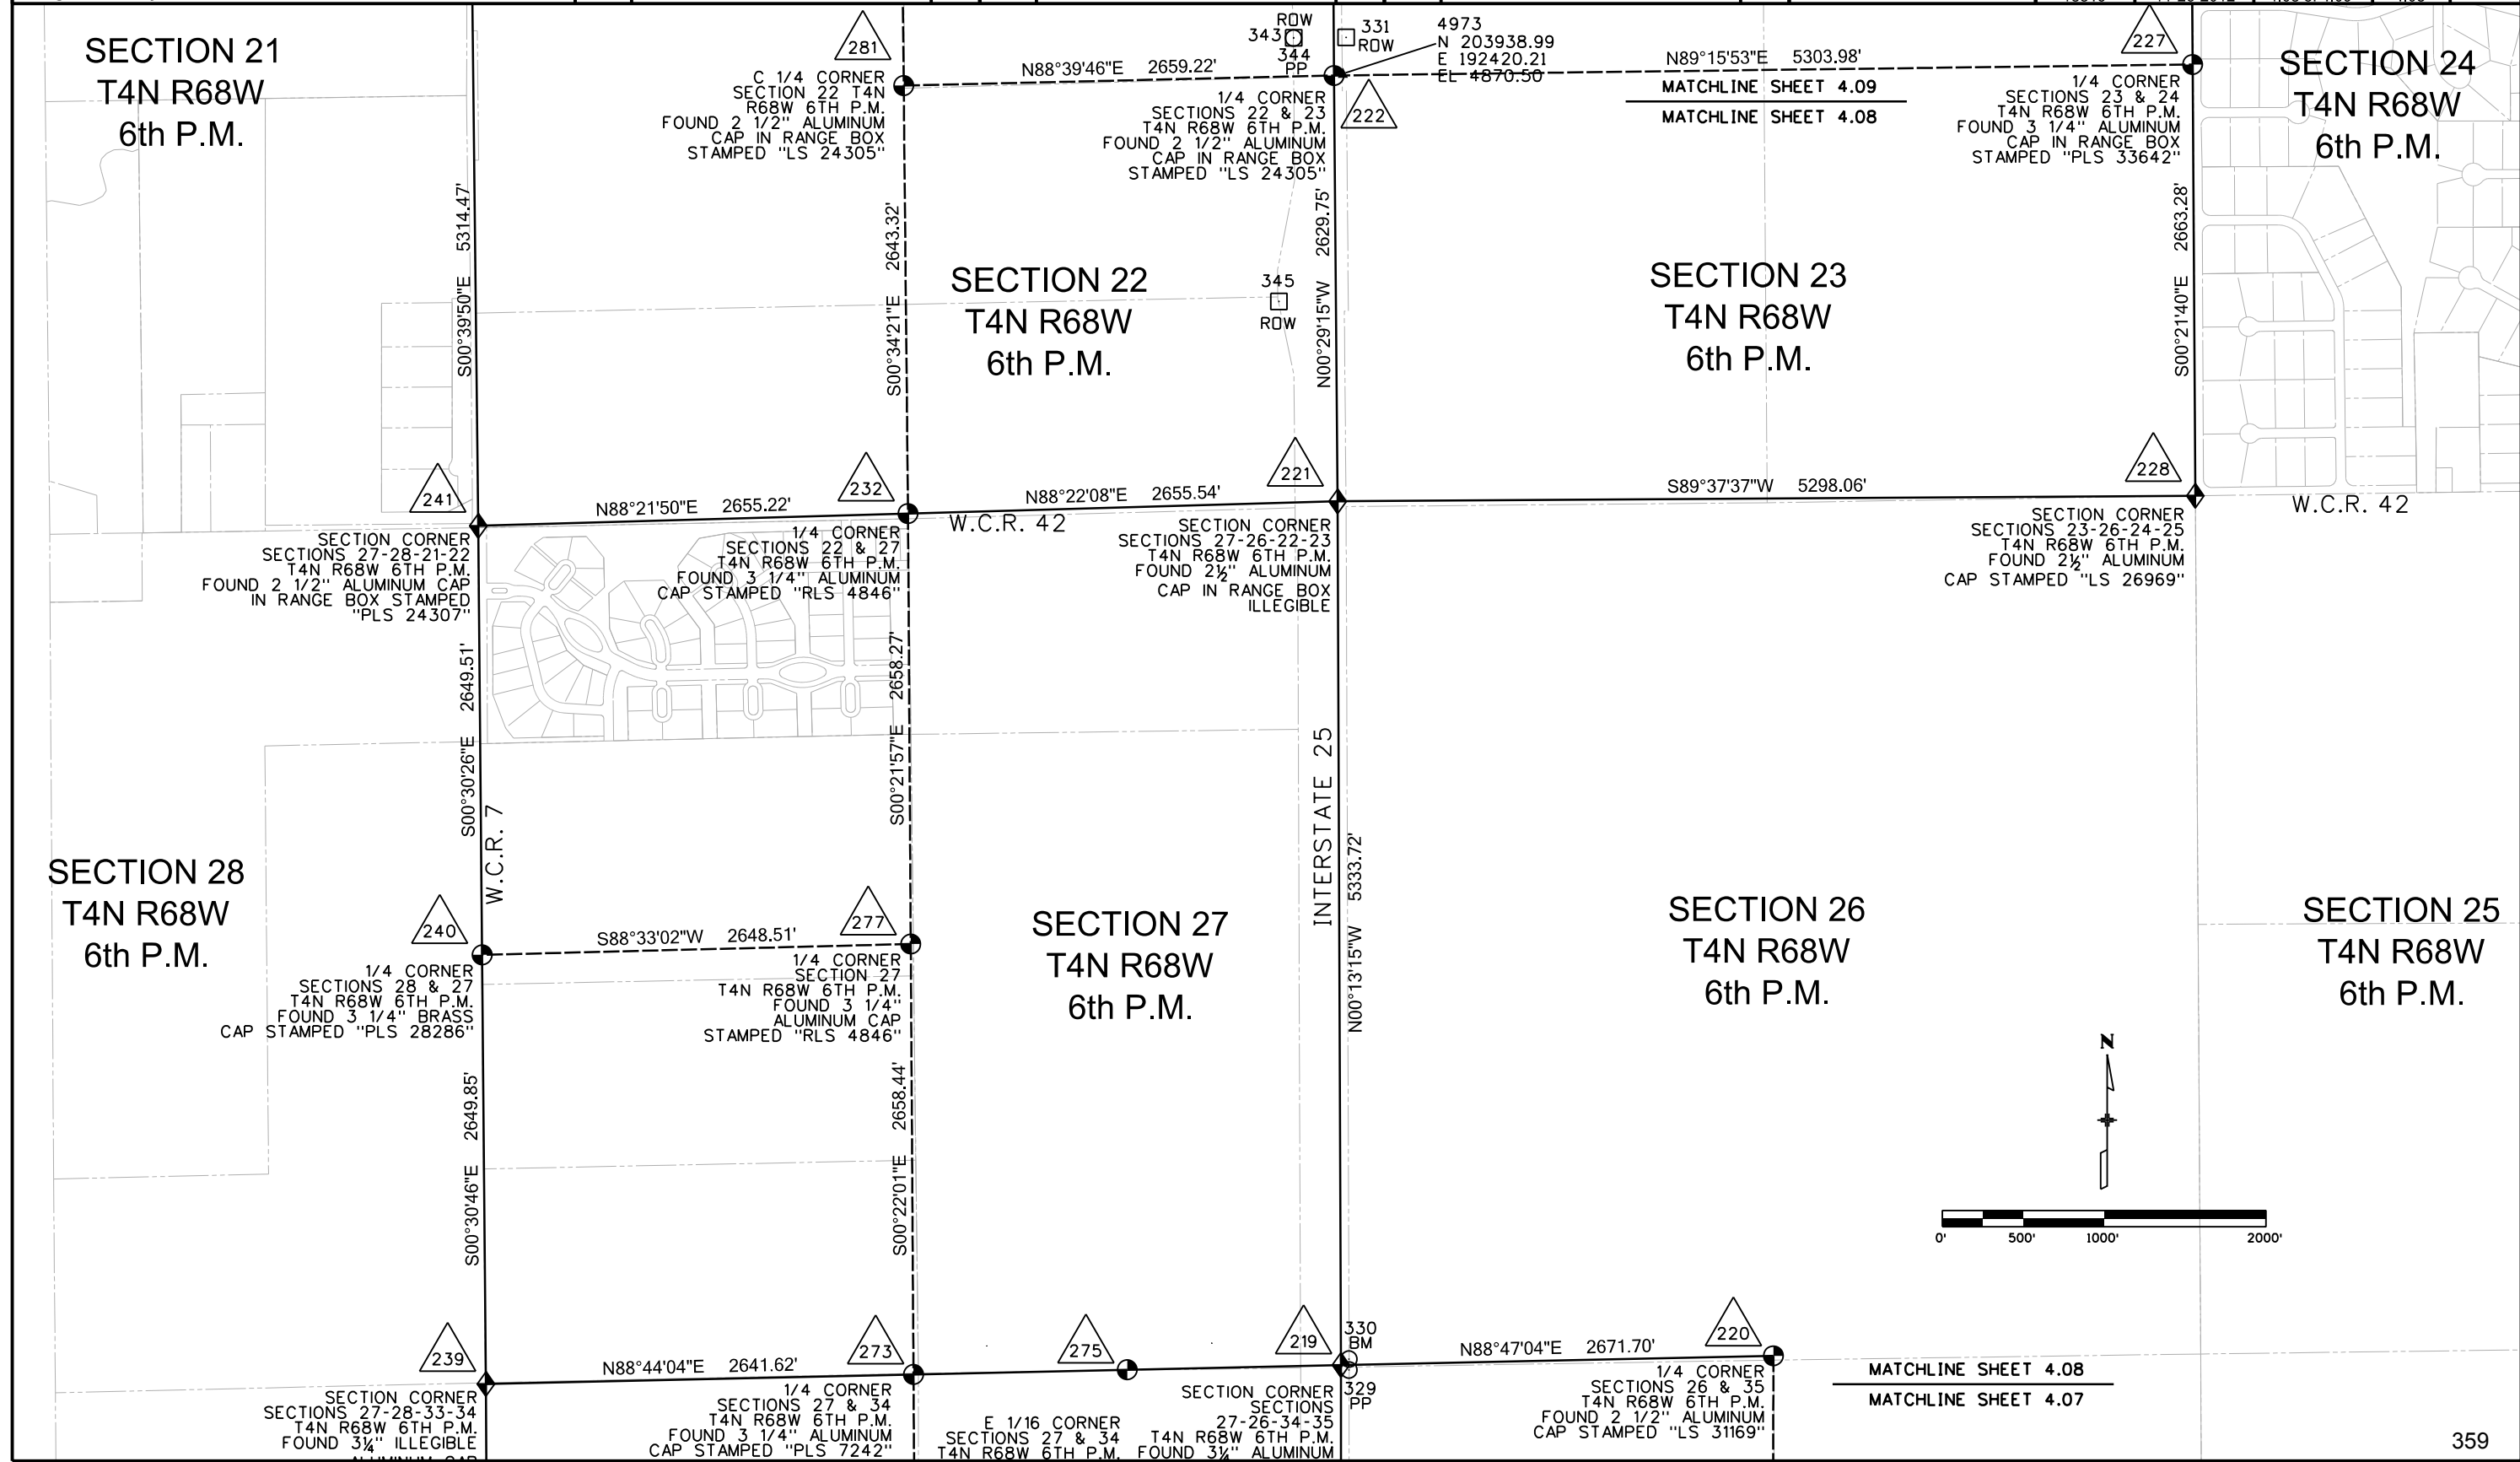 SECTION 21
T4N R68W
6th P.M.
281
C 1/4 CORNER
SECTION 22 T4N
R68W 6TH P.M.
FOUND 2 1/2" ALUMINUM
CAP IN RANGE BOX
STAMPED "LS 24305"
N88°39'46"E 2659.22'
ROW
343
344
PP
331
ROW
4973
N 203938.99
E 192420.21
EL 4870.50
1/4 CORNER
SECTIONS 22 & 23
T4N R68W 6TH P.M.
FOUND 2 1/2" ALUMINUM
CAP IN RANGE BOX
STAMPED "LS 24305"
222
N89°15'53"E 5303.98'
MATCHLINE SHEET 4.09
MATCHLINE SHEET 4.08
227
1/4 CORNER
SECTIONS 23 & 24
T4N R68W 6TH P.M.
FOUND 3 1/4" ALUMINUM
CAP IN RANGE BOX
STAMPED "PLS 33642"
SECTION 24
T4N R68W
6th P.M.
S00°39'50"E 5314.47'
S00°34'21"E 2643.32'
N00°29'15"W 2629.75'
S00°21'40"E 2663.28'
SECTION 22
T4N R68W
6th P.M.
345
ROW
SECTION 23
T4N R68W
6th P.M.
241
N88°21'50"E 2655.22'
232
N88°22'08"E 2655.54'
221
S89°37'37"W 5298.06'
228
W.C.R. 42
W.C.R. 42
SECTION CORNER
SECTIONS 27-28-21-22
T4N R68W 6TH P.M.
FOUND 2 1/2" ALUMINUM CAP
IN RANGE BOX STAMPED
"PLS 24307"
1/4 CORNER
SECTIONS 22 & 27
T4N R68W 6TH P.M.
FOUND 3 1/4" ALUMINUM
CAP STAMPED "RLS 4846"
SECTION CORNER
SECTIONS 27-26-22-23
T4N R68W 6TH P.M.
FOUND 2½" ALUMINUM
CAP IN RANGE BOX
ILLEGIBLE
SECTION CORNER
SECTIONS 23-26-24-25
T4N R68W 6TH P.M.
FOUND 2½" ALUMINUM
CAP STAMPED "LS 26969"
S00°30'26"E 2649.51'
W.C.R. 7
S00°21'57"E 2658.27'
INTERSTATE 25
N00°13'15"W 5333.72'
SECTION 28
T4N R68W
6th P.M.
240
S88°33'02"W 2648.51'
277
SECTION 27
T4N R68W
6th P.M.
SECTION 26
T4N R68W
6th P.M.
SECTION 25
T4N R68W
6th P.M.
1/4 CORNER
SECTIONS 28 & 27
T4N R68W 6TH P.M.
FOUND 3 1/4" BRASS
CAP STAMPED "PLS 28286"
1/4 CORNER
SECTION 27
T4N R68W 6TH P.M.
FOUND 3 1/4"
ALUMINUM CAP
STAMPED "RLS 4846"
S00°30'46"E 2649.85'
S00°22'01"E 2658.44'
N
0' 500' 1000' 2000'
239
N88°44'04"E 2641.62'
273
275
219
330
BM
329
PP
N88°47'04"E 2671.70'
220
SECTION CORNER
SECTIONS 27-28-33-34
T4N R68W 6TH P.M.
FOUND 3¼" ILLEGIBLE
ALUMINUM CAP
1/4 CORNER
SECTIONS 27 & 34
T4N R68W 6TH P.M.
FOUND 3 1/4" ALUMINUM
CAP STAMPED "PLS 7242"
E 1/16 CORNER
SECTIONS 27 & 34
T4N R68W 6TH P.M.
SECTION CORNER
SECTIONS
27-26-34-35
T4N R68W 6TH P.M.
FOUND 3¼" ALUMINUM
1/4 CORNER
SECTIONS 26 & 35
T4N R68W 6TH P.M.
FOUND 2 1/2" ALUMINUM
CAP STAMPED "LS 31169"
MATCHLINE SHEET 4.08
MATCHLINE SHEET 4.07
359